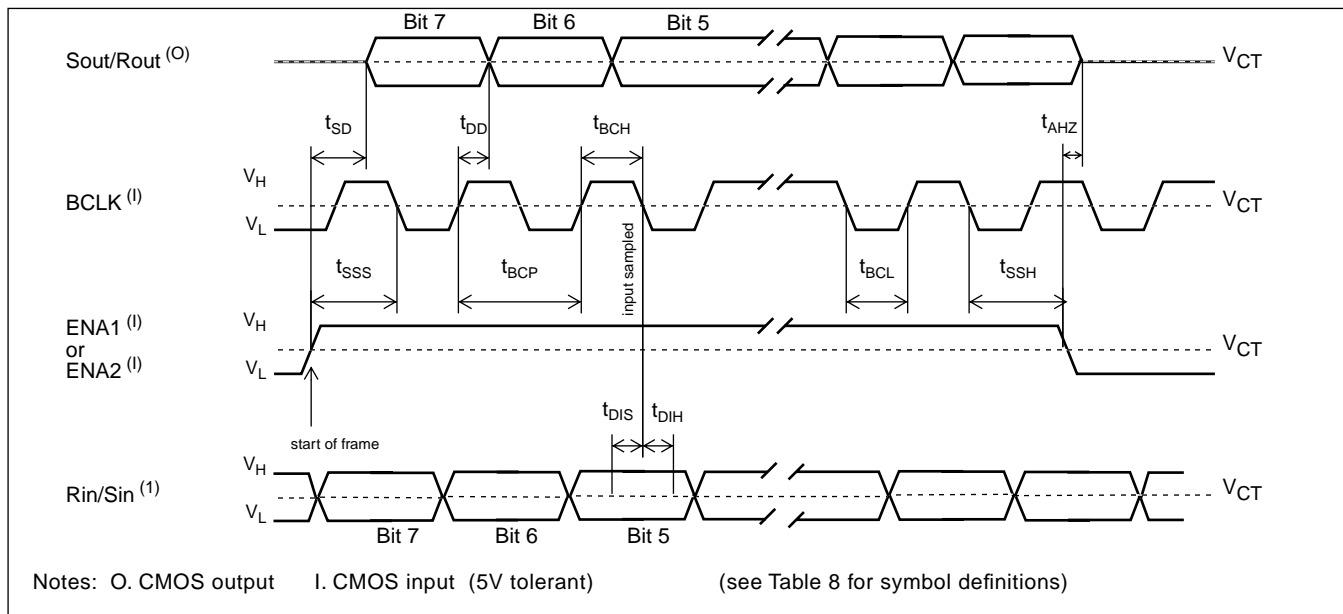 Bit 7 Bit 6 Bit 5
Sout/Rout (O) VCT
tSD tDD tBCH tAHZ
VH
BCLK (I) VCT
VL
tSSS tBCP input sampled tBCL tSSH
ENA1 (I) VH
or VCT
ENA2 (I) VL
tDIS tDIH
start of frame
VH
Rin/Sin (1) VCT
VL
Bit 7 Bit 6 Bit 5
Notes: O. CMOS output I. CMOS input (5V tolerant) (see Table 8 for symbol definitions)